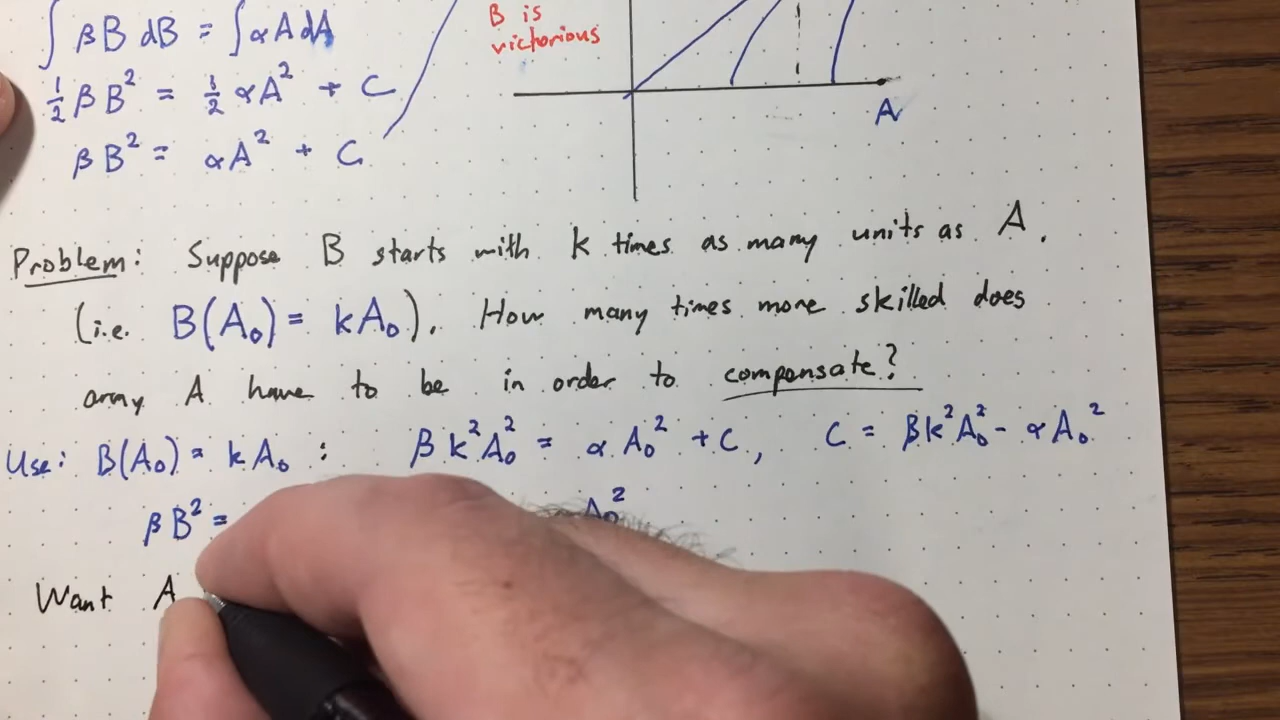 ∫ βB dB = ∫ αA dA
½ βB² = ½ αA² + C
βB² = αA² + C
B is
victorious
A
Problem: Suppose B starts with k times as many units as A.
(i.e. B(A₀) = kA₀). How many times more skilled does
army A have to be in order to compensate?
Use: B(A₀) = kA₀ : βk²A₀² = αA₀² + C, C = βk²A₀² - αA₀²
βB² = A₀²
Want A